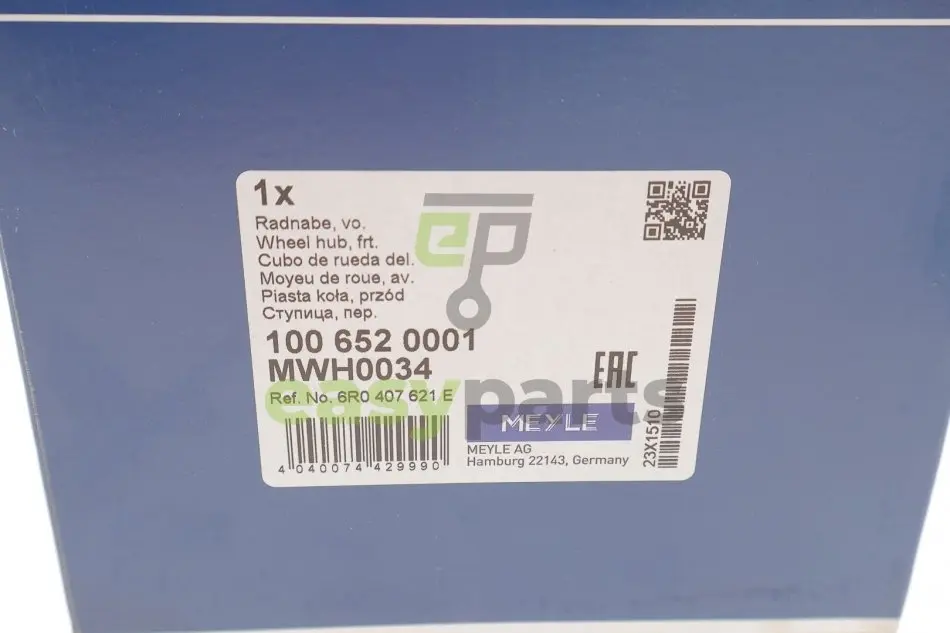 1x
Radnabe, vo.
Wheel hub, frt.
Cubo de rueda del.
Moyeu de roue, av.
Piasta koła, przód
Ступица, пер.
100 652 0001
MWH0034
Ref. No. 6R0 407 621 E
4 040074 429990
EAC
MEYLE
MEYLE AG
Hamburg 22143, Germany
23X1510
ep
easyparts